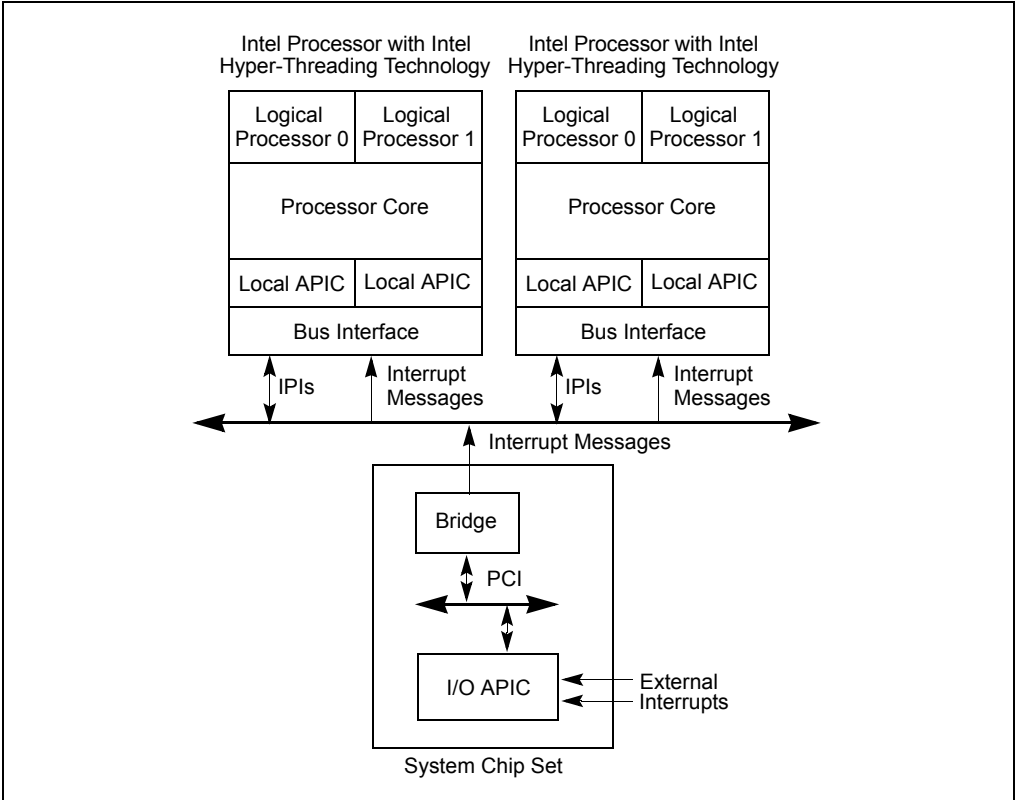 Intel Processor with Intel
Hyper-Threading Technology
Intel Processor with Intel
Hyper-Threading Technology
Logical
Processor 0
Logical
Processor 1
Logical
Processor 0
Logical
Processor 1
Processor Core
Processor Core
Local APIC
Local APIC
Local APIC
Local APIC
Bus Interface
Bus Interface
IPIs
Interrupt
Messages
IPIs
Interrupt
Messages
Interrupt Messages
Bridge
PCI
I/O APIC
External
Interrupts
System Chip Set